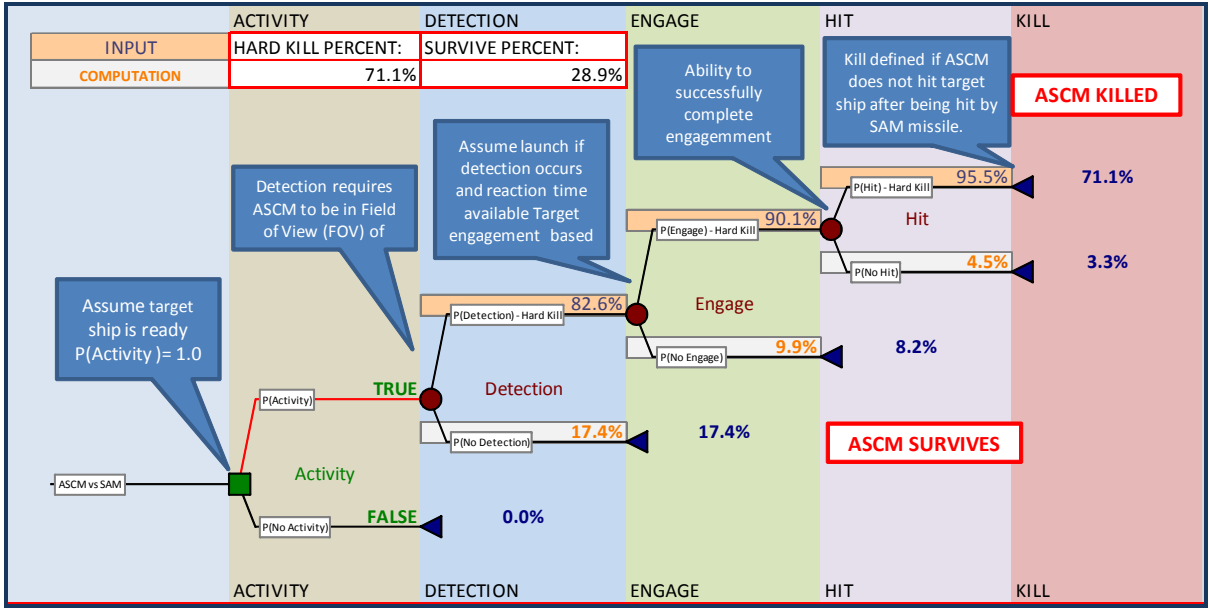 ACTIVITY
DETECTION
ENGAGE
HIT
KILL
INPUT
HARD KILL PERCENT:
SURVIVE PERCENT:
COMPUTATION
71.1%
28.9%
Assume target
ship is ready
P(Activity )= 1.0
Detection requires
ASCM to be in Field
of View (FOV) of
Assume launch if
detection occurs
and reaction time
available Target
engagement based
Ability to
successfully
complete
engagemment
Kill defined if ASCM
does not hit target
ship after being hit by
SAM missile.
ASCM KILLED
P(Hit) - Hard Kill
95.5%
71.1%
Hit
P(Engage) - Hard Kill
90.1%
P(No Hit)
4.5%
3.3%
P(Detection) - Hard Kill
82.6%
Engage
P(No Engage)
9.9%
8.2%
P(Activity)
TRUE
Detection
P(No Detection)
17.4%
17.4%
ASCM SURVIVES
ASCM vs SAM
Activity
P(No Activity)
FALSE
0.0%
ACTIVITY
DETECTION
ENGAGE
HIT
KILL